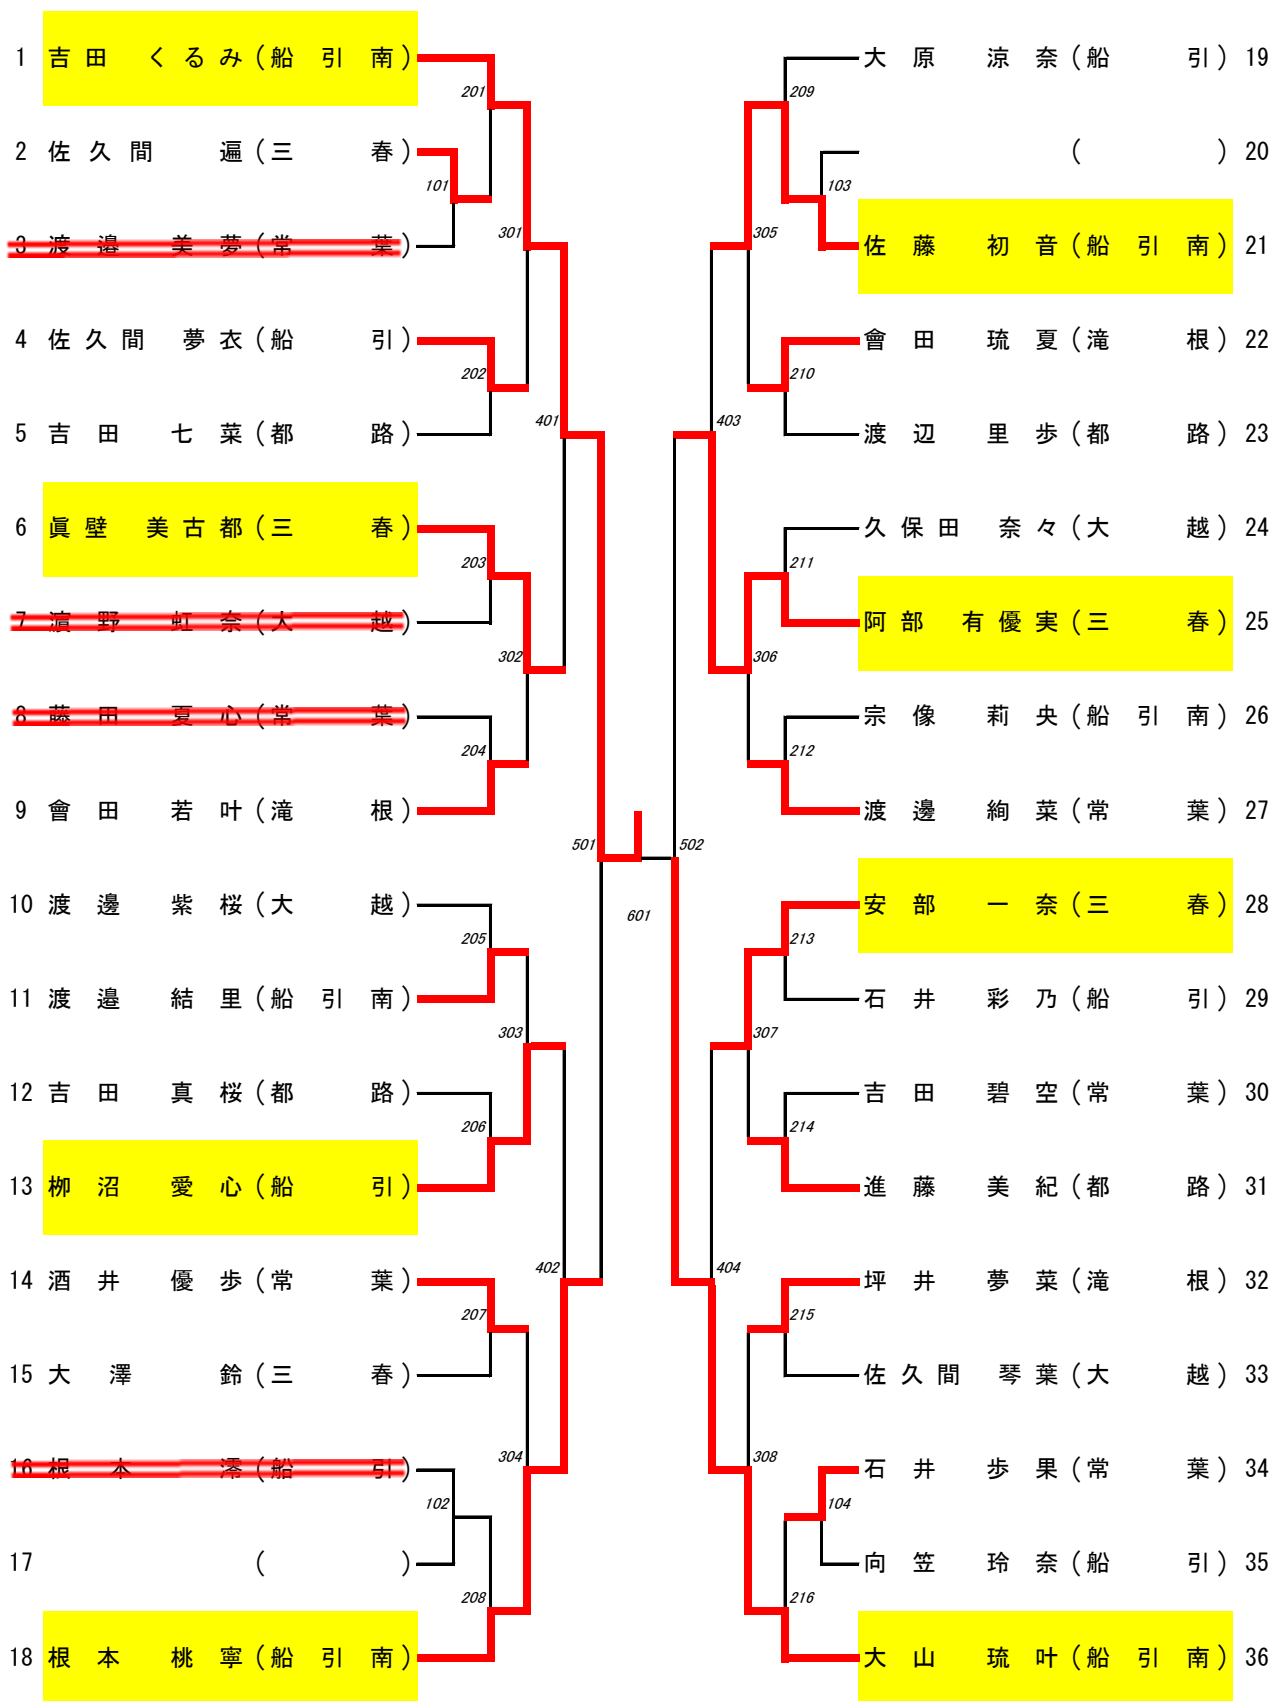 1 吉田 くるみ(船引南)
201
2 佐久間 遍(三春)
101
3 渡邉 美夢(常葉)
301
4 佐久間 夢衣(船引)
202
5 吉田 七菜(都路)
401
6 眞壁 美古都(三春)
203
7 濵野 虹奈(大越)
302
8 藤田 夏心(常葉)
204
9 會田 若叶(滝根)
501
10 渡邊 紫桜(大越)
205
11 渡邉 結里(船引南)
303
12 吉田 真桜(都路)
206
13 栁沼 愛心(船引)
402
14 酒井 優歩(常葉)
207
15 大澤 鈴(三春)
304
16 根本 澪(船引)
102
17 ( )
208
18 根本 桃寧(船引南)
601
大原 涼奈(船引) 19
209
( ) 20
103
305
佐藤 初音(船引南) 21
會田 琉夏(滝根) 22
210
403
渡辺 里歩(都路) 23
久保田 奈々(大越) 24
211
阿部 有優実(三春) 25
306
宗像 莉央(船引南) 26
212
渡邊 絢菜(常葉) 27
502
安部 一奈(三春) 28
213
石井 彩乃(船引) 29
307
吉田 碧空(常葉) 30
214
進藤 美紀(都路) 31
404
坪井 夢菜(滝根) 32
215
佐久間 琴葉(大越) 33
308
石井 歩果(常葉) 34
104
向笠 玲奈(船引) 35
216
大山 琉叶(船引南) 36